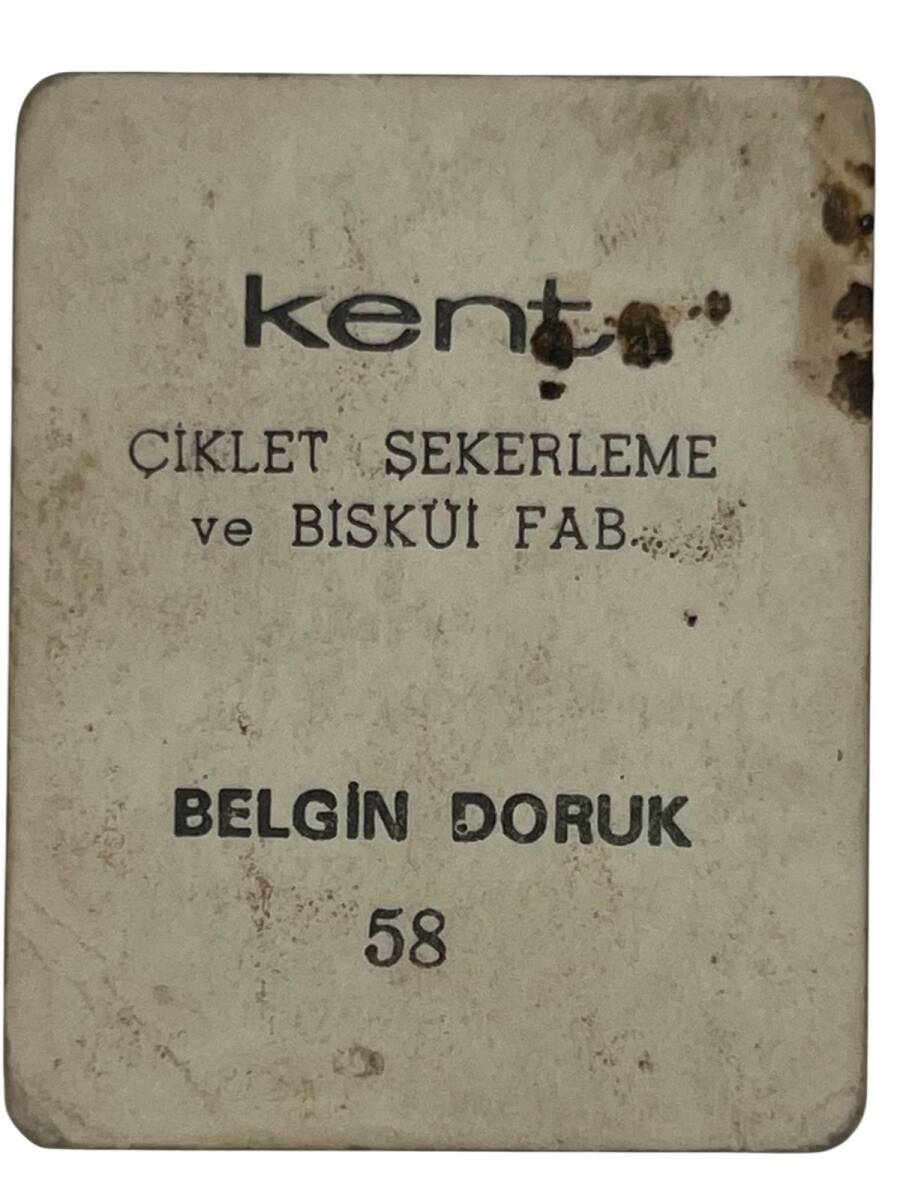 kent
ÇİKLET ŞEKERLEME
ve BİSKÜİ FAB.
BELGİN DORUK
58